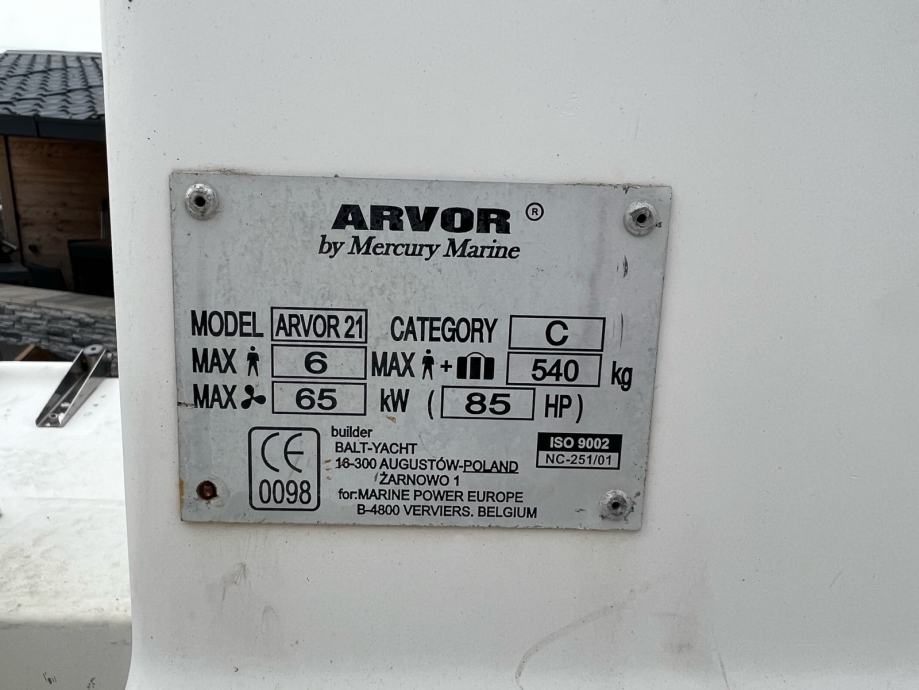 ARVOR ®
by Mercury Marine
MODEL ARVOR 21 CATEGORY C
MAX 6 MAX + 540 kg
MAX 65 kW ( 85 HP )
CE 0098
builder
BALT-YACHT
16-300 AUGUSTÓW-POLAND
ŻARNOWO 1
for:MARINE POWER EUROPE
B-4800 VERVIERS. BELGIUM
ISO 9002
NC-251/01